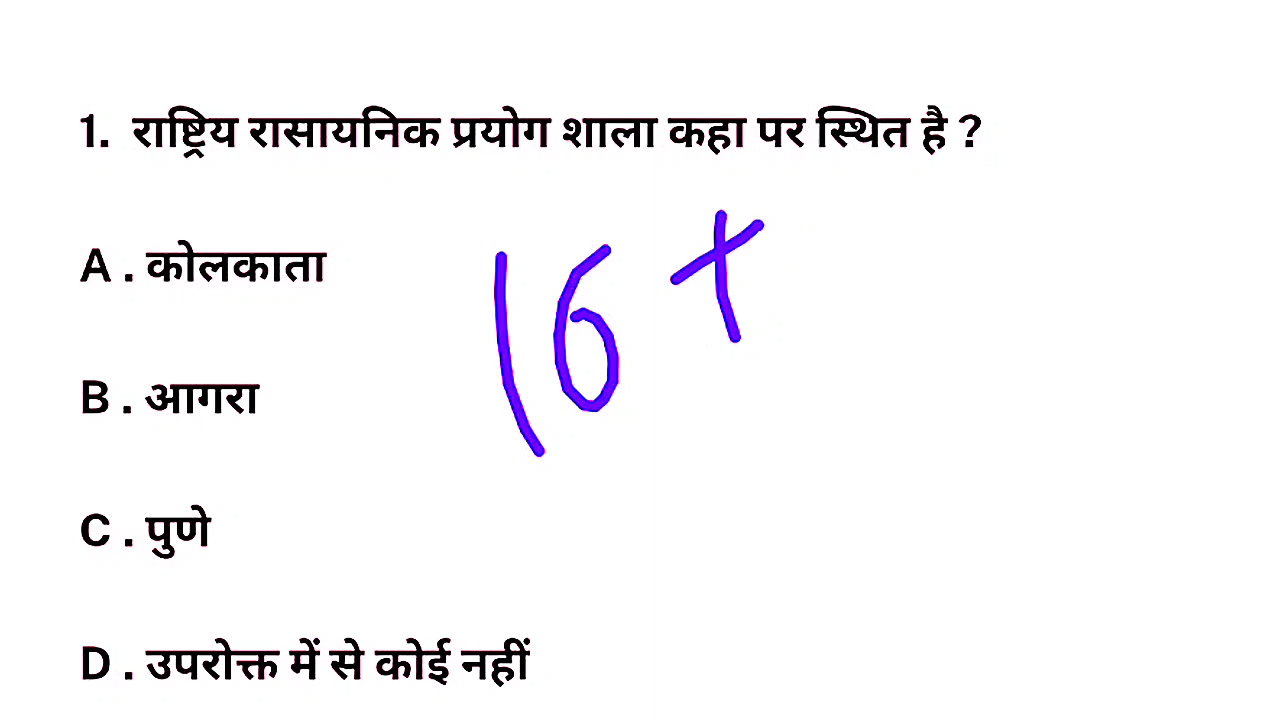 1. राष्ट्रिय रासायनिक प्रयोग शाला कहा पर स्थित है ?
A . कोलकाता
16 +
B . आगरा
C . पुणे
D . उपरोक्त में से कोई नहीं